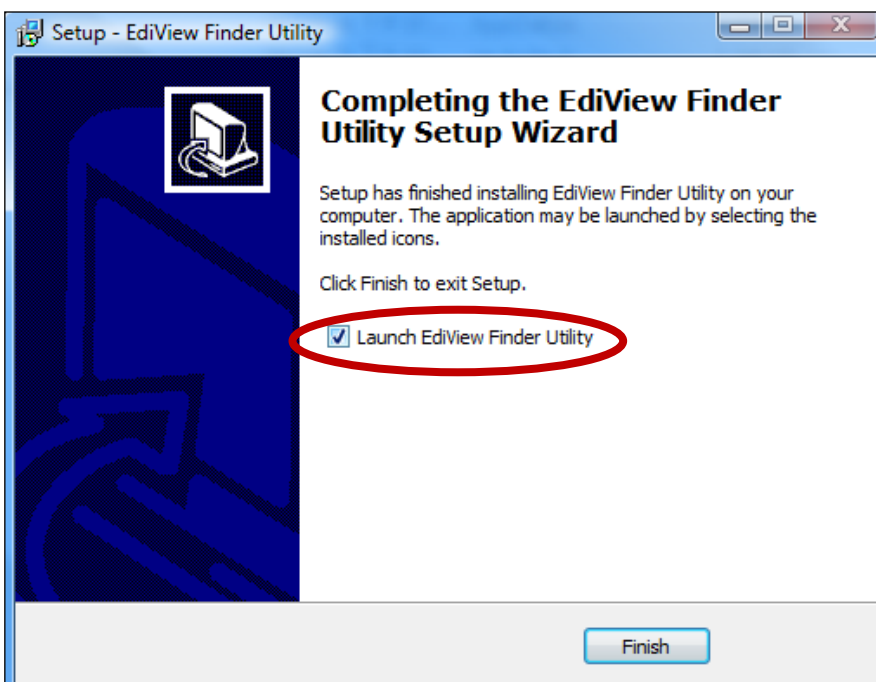 Setup - EdiView Finder Utility
Completing the EdiView Finder
Utility Setup Wizard
Setup has finished installing EdiView Finder Utility on your
computer. The application may be launched by selecting the
installed icons.
Click Finish to exit Setup.
Launch EdiView Finder Utility
Finish